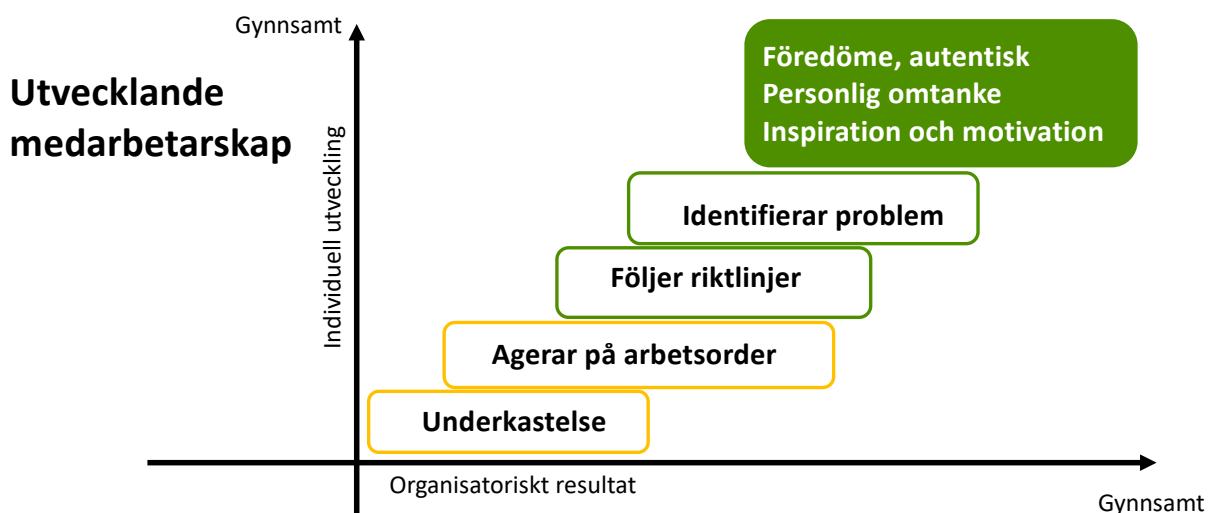 Gynnsamt
Utvecklande
medarbetarskap
Individuell utveckling
Föredöme, autentisk
Personlig omtanke
Inspiration och motivation
Identifierar problem
Följer riktlinjer
Agerar på arbetsorder
Underkastelse
Organisatoriskt resultat
Gynnsamt